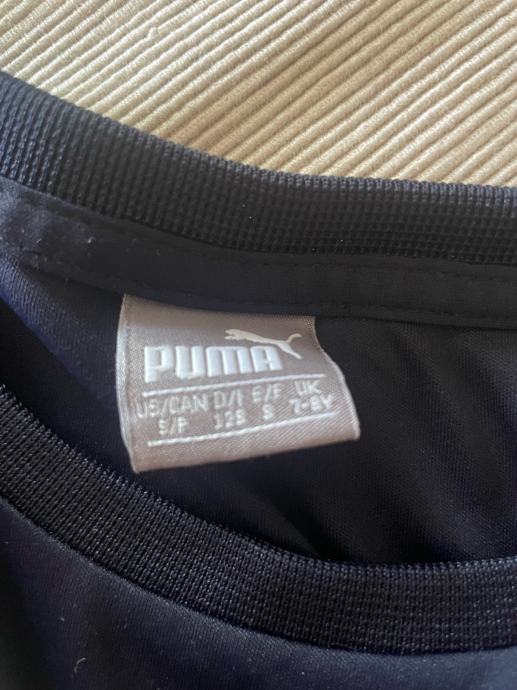 PUMA
US/CAN D/I E/F UK
S/P 128 S 7-8Y